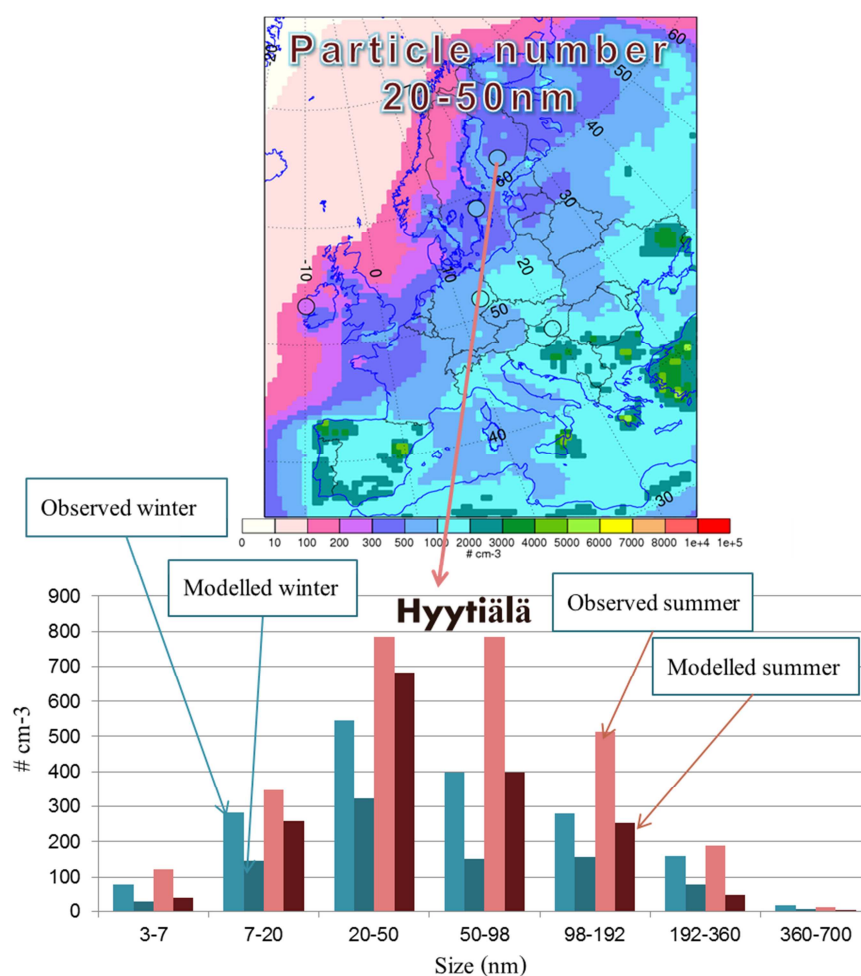 Particle number
20-50nm
20
60
50
40
30
60
50
-10
0
10
20
50
40
30
0 10 100 200 300 500 1000 2000 3000 4000 5000 6000 7000 8000 1e+4 1e+5
# cm-3
Observed winter
Modelled winter
Hyytiälä
Observed summer
Modelled summer
900
800
700
600
500
400
300
200
100
0
# cm-3
3-7 7-20 20-50 50-98 98-192 192-360 360-700
Size (nm)